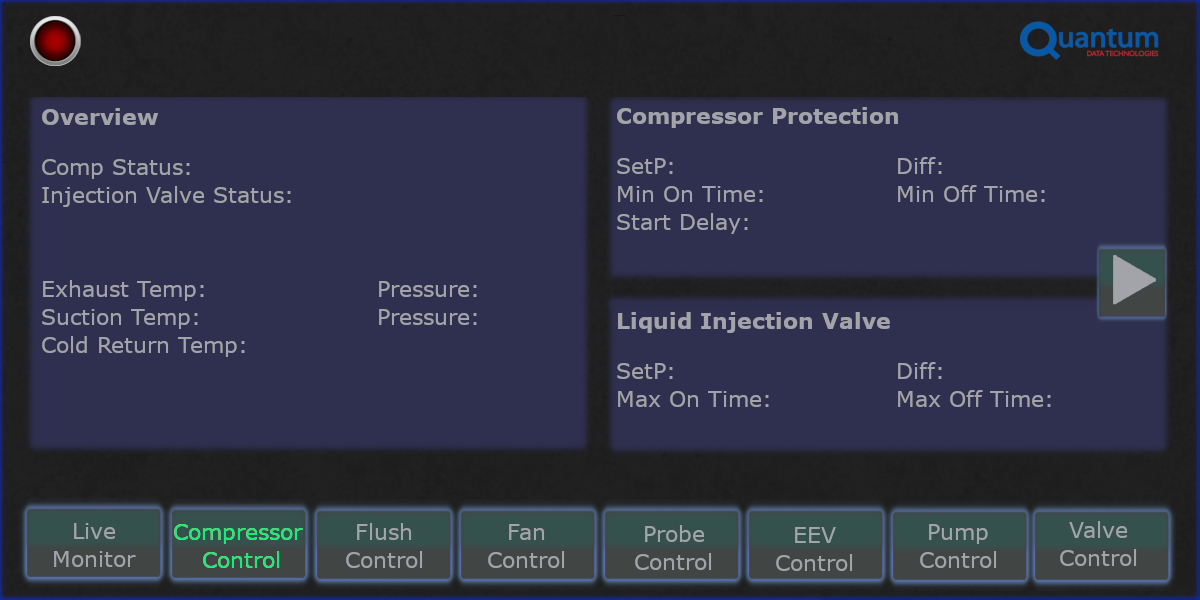 Quantum
DATA TECHNOLOGIES
Overview
Comp Status:
Injection Valve Status:
Exhaust Temp: Pressure:
Suction Temp: Pressure:
Cold Return Temp:
Compressor Protection
SetP: Diff:
Min On Time: Min Off Time:
Start Delay:
Liquid Injection Valve
SetP: Diff:
Max On Time: Max Off Time:
Live
Monitor
Compressor
Control
Flush
Control
Fan
Control
Probe
Control
EEV
Control
Pump
Control
Valve
Control